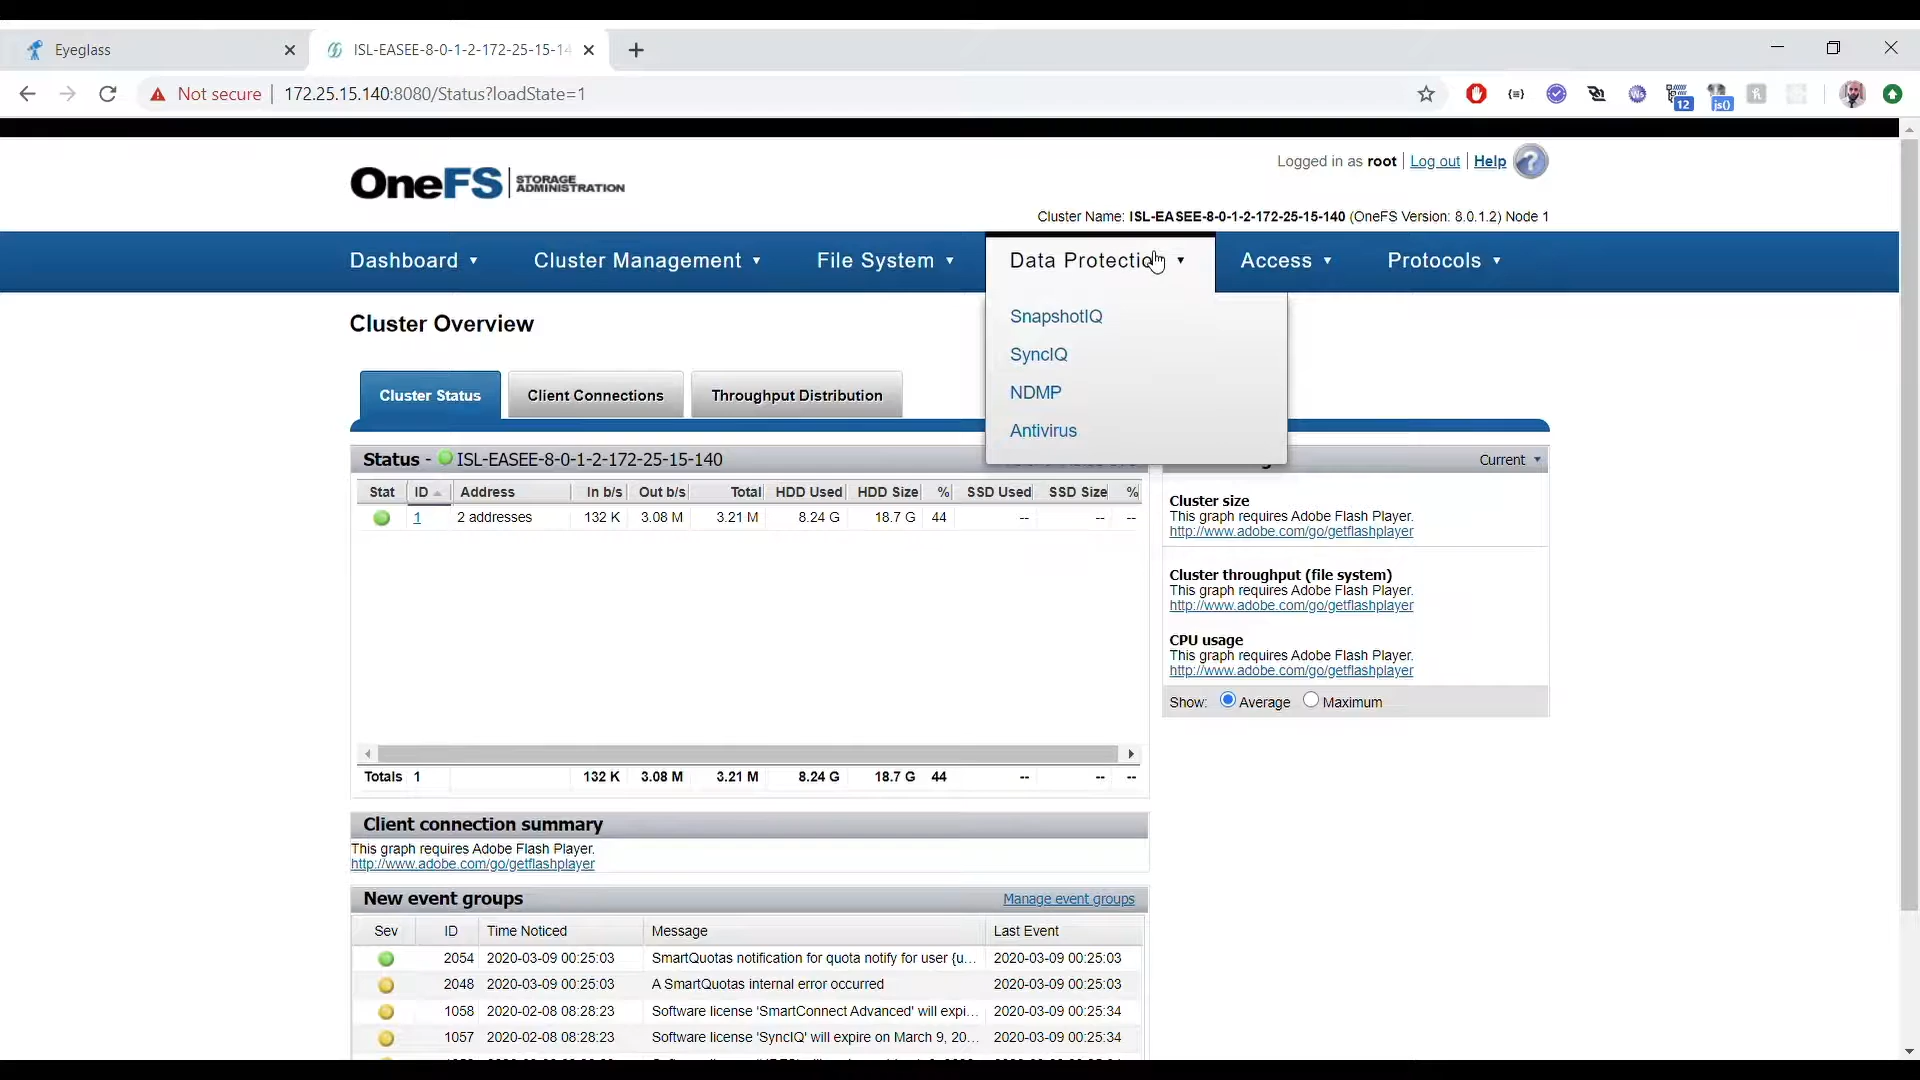 Eyeglass
ISL-EASEE-8-0-1-2-172-25-15-14
Not secure
172.25.15.140:8080/Status?loadState=1
12
js()
Logged in as root
Log out
Help
OneFS STORAGE ADMINISTRATION
Cluster Name: ISL-EASEE-8-0-1-2-172-25-15-140 (OneFS Version: 8.0.1.2) Node 1
Dashboard Cluster Management File System Data Protection Access Protocols
SnapshotIQ
SyncIQ
NDMP
Antivirus
Cluster Overview
Cluster Status Client Connections Throughput Distribution
Status - ISL-EASEE-8-0-1-2-172-25-15-140
Current
Stat ID Address In b/s Out b/s Total HDD Used HDD Size % SSD Used SSD Size %
1 2 addresses 132 K 3.08 M 3.21 M 8.24 G 18.7 G 44 -- -- --
Totals 1 132 K 3.08 M 3.21 M 8.24 G 18.7 G 44 -- -- --
Cluster size
This graph requires Adobe Flash Player.
http://www.adobe.com/go/getflashplayer
Cluster throughput (file system)
This graph requires Adobe Flash Player.
http://www.adobe.com/go/getflashplayer
CPU usage
This graph requires Adobe Flash Player.
http://www.adobe.com/go/getflashplayer
Show: Average Maximum
Client connection summary
This graph requires Adobe Flash Player.
http://www.adobe.com/go/getflashplayer
New event groups
Manage event groups
Sev ID Time Noticed Message Last Event
2054 2020-03-09 00:25:03 SmartQuotas notification for quota notify for user {u... 2020-03-09 00:25:03
2048 2020-03-09 00:25:03 A SmartQuotas internal error occurred 2020-03-09 00:25:03
1058 2020-02-08 08:28:23 Software license 'SmartConnect Advanced' will expi... 2020-03-09 00:25:34
1057 2020-02-08 08:28:23 Software license 'SyncIQ' will expire on March 9, 20... 2020-03-09 00:25:34